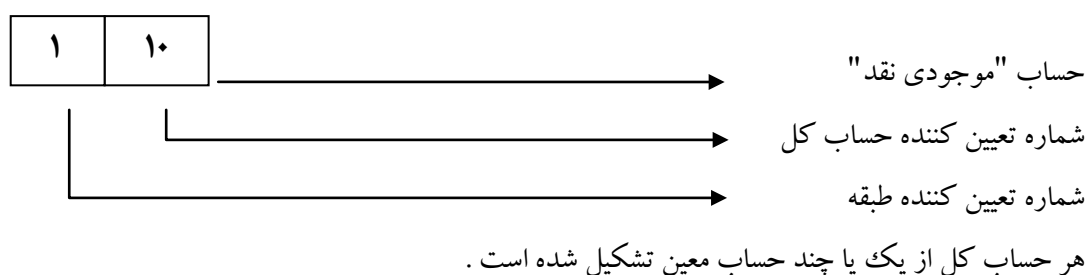 ۱ ۱۰
حساب "موجودی نقد"
شماره تعیین کننده حساب کل
شماره تعیین کننده طبقه
هر حساب کل از یک یا چند حساب معین تشکیل شده است .